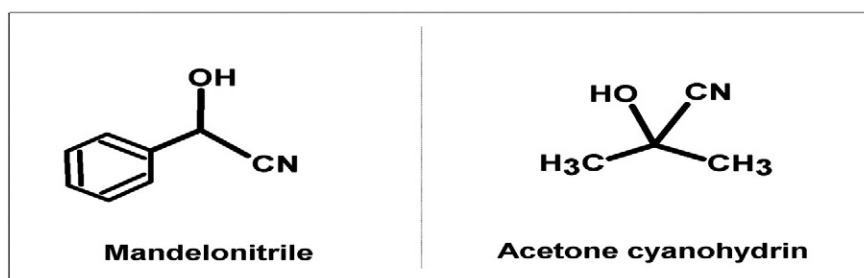 OH
CN
Mandelonitrile
HO
CN
H3C
CH3
Acetone cyanohydrin